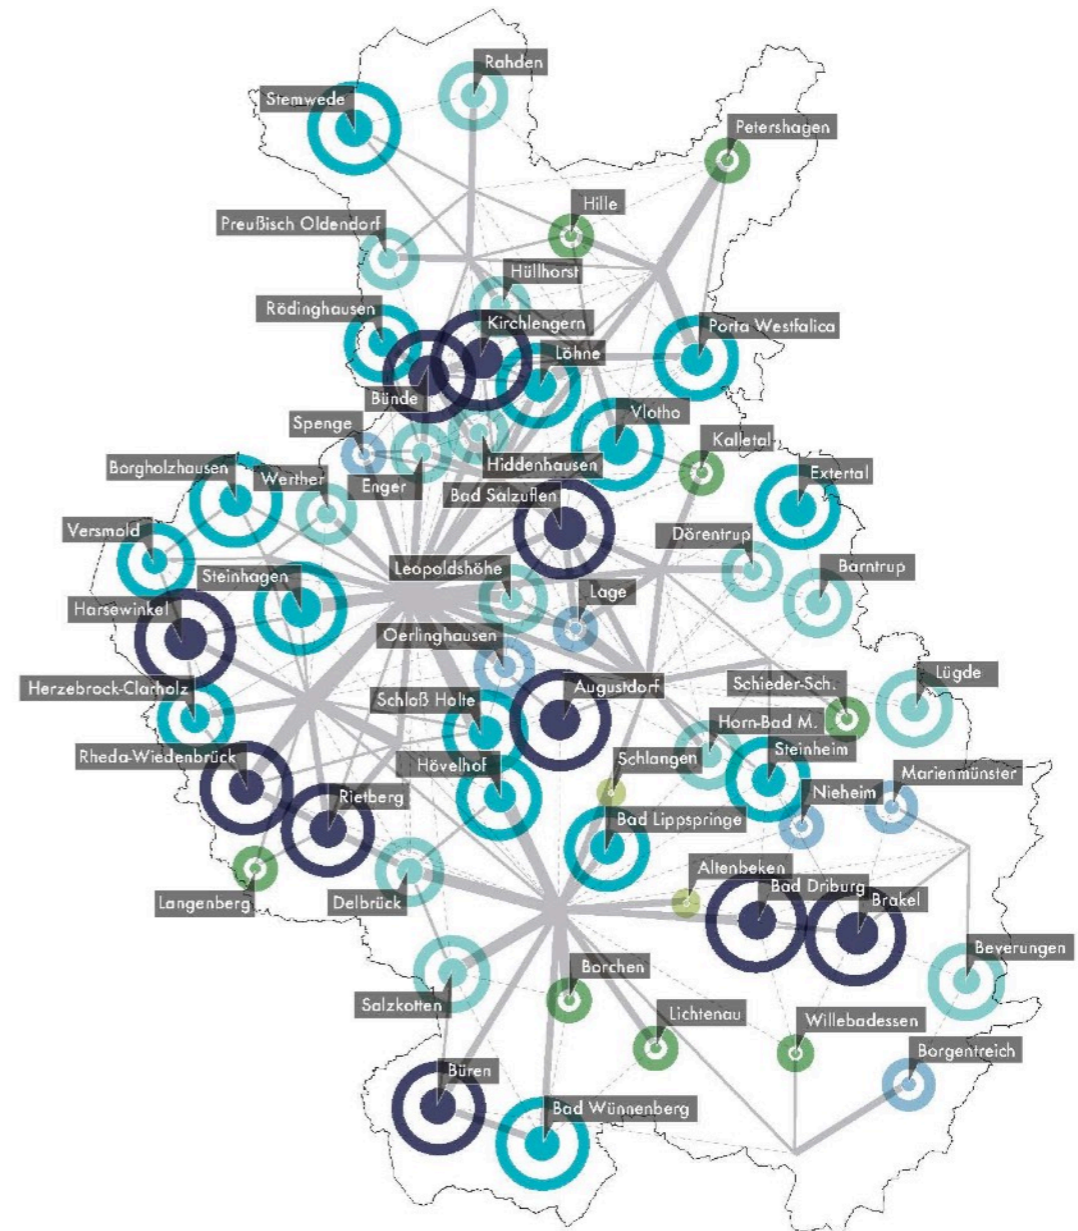 Rahden
Stemwede
Petershagen
Hille
Preußisch Oldendorf
Hüllhorst
Rödinghausen
Kirchlengern
Porta Westfalica
Löhne
Bünde
Vlotho
Spenge
Kalletal
Borgholzhausen
Werther
Hiddenhausen
Extertal
Enger
Bad Salzuflen
Versmold
Dörentrup
Leopoldshöhe
Barntrup
Steinhagen
Lage
Harsewinkel
Oerlinghausen
Lügde
Herzebrock-Clarholz
Schloß Holte
Augustdorf
Schieder-Sch.
Horn-Bad M.
Rheda-Wiedenbrück
Schlangen
Steinheim
Hövelhof
Marienmünster
Rietberg
Nieheim
Bad Lippspringe
Altenbeken
Bad Driburg
Langenberg
Delbrück
Brakel
Beverungen
Borchen
Salzkotten
Lichtenau
Willebadessen
Borgentreich
Büren
Bad Wünnenberg